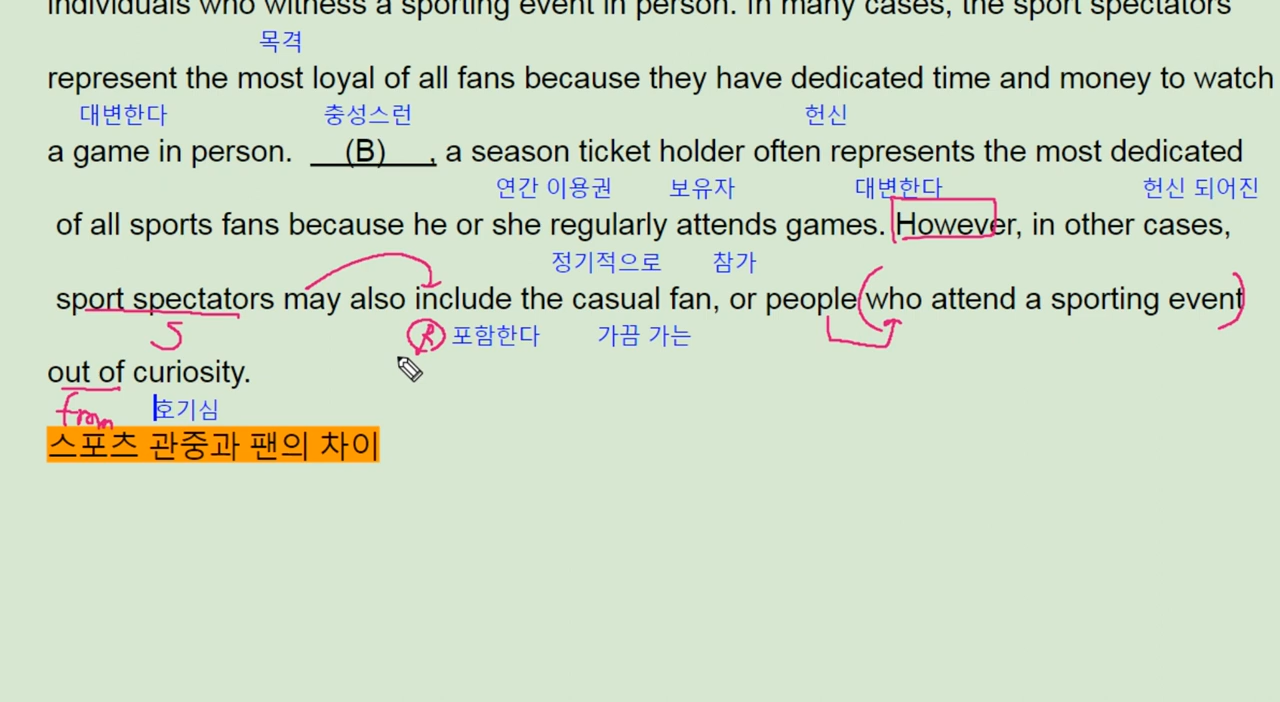 individuals who witness a sporting event in person. In many cases, the sport spectators
목격
represent the most loyal of all fans because they have dedicated time and money to watch
대변한다 충성스런 헌신
a game in person. (B) , a season ticket holder often represents the most dedicated
연간 이용권 보유자 대변한다 헌신 되어진
of all sports fans because he or she regularly attends games. However, in other cases,
정기적으로 참가
sport spectators may also include the casual fan, or people who attend a sporting event
S R 포함한다 가끔 가는
out of curiosity.
from 호기심
스포츠 관중과 팬의 차이